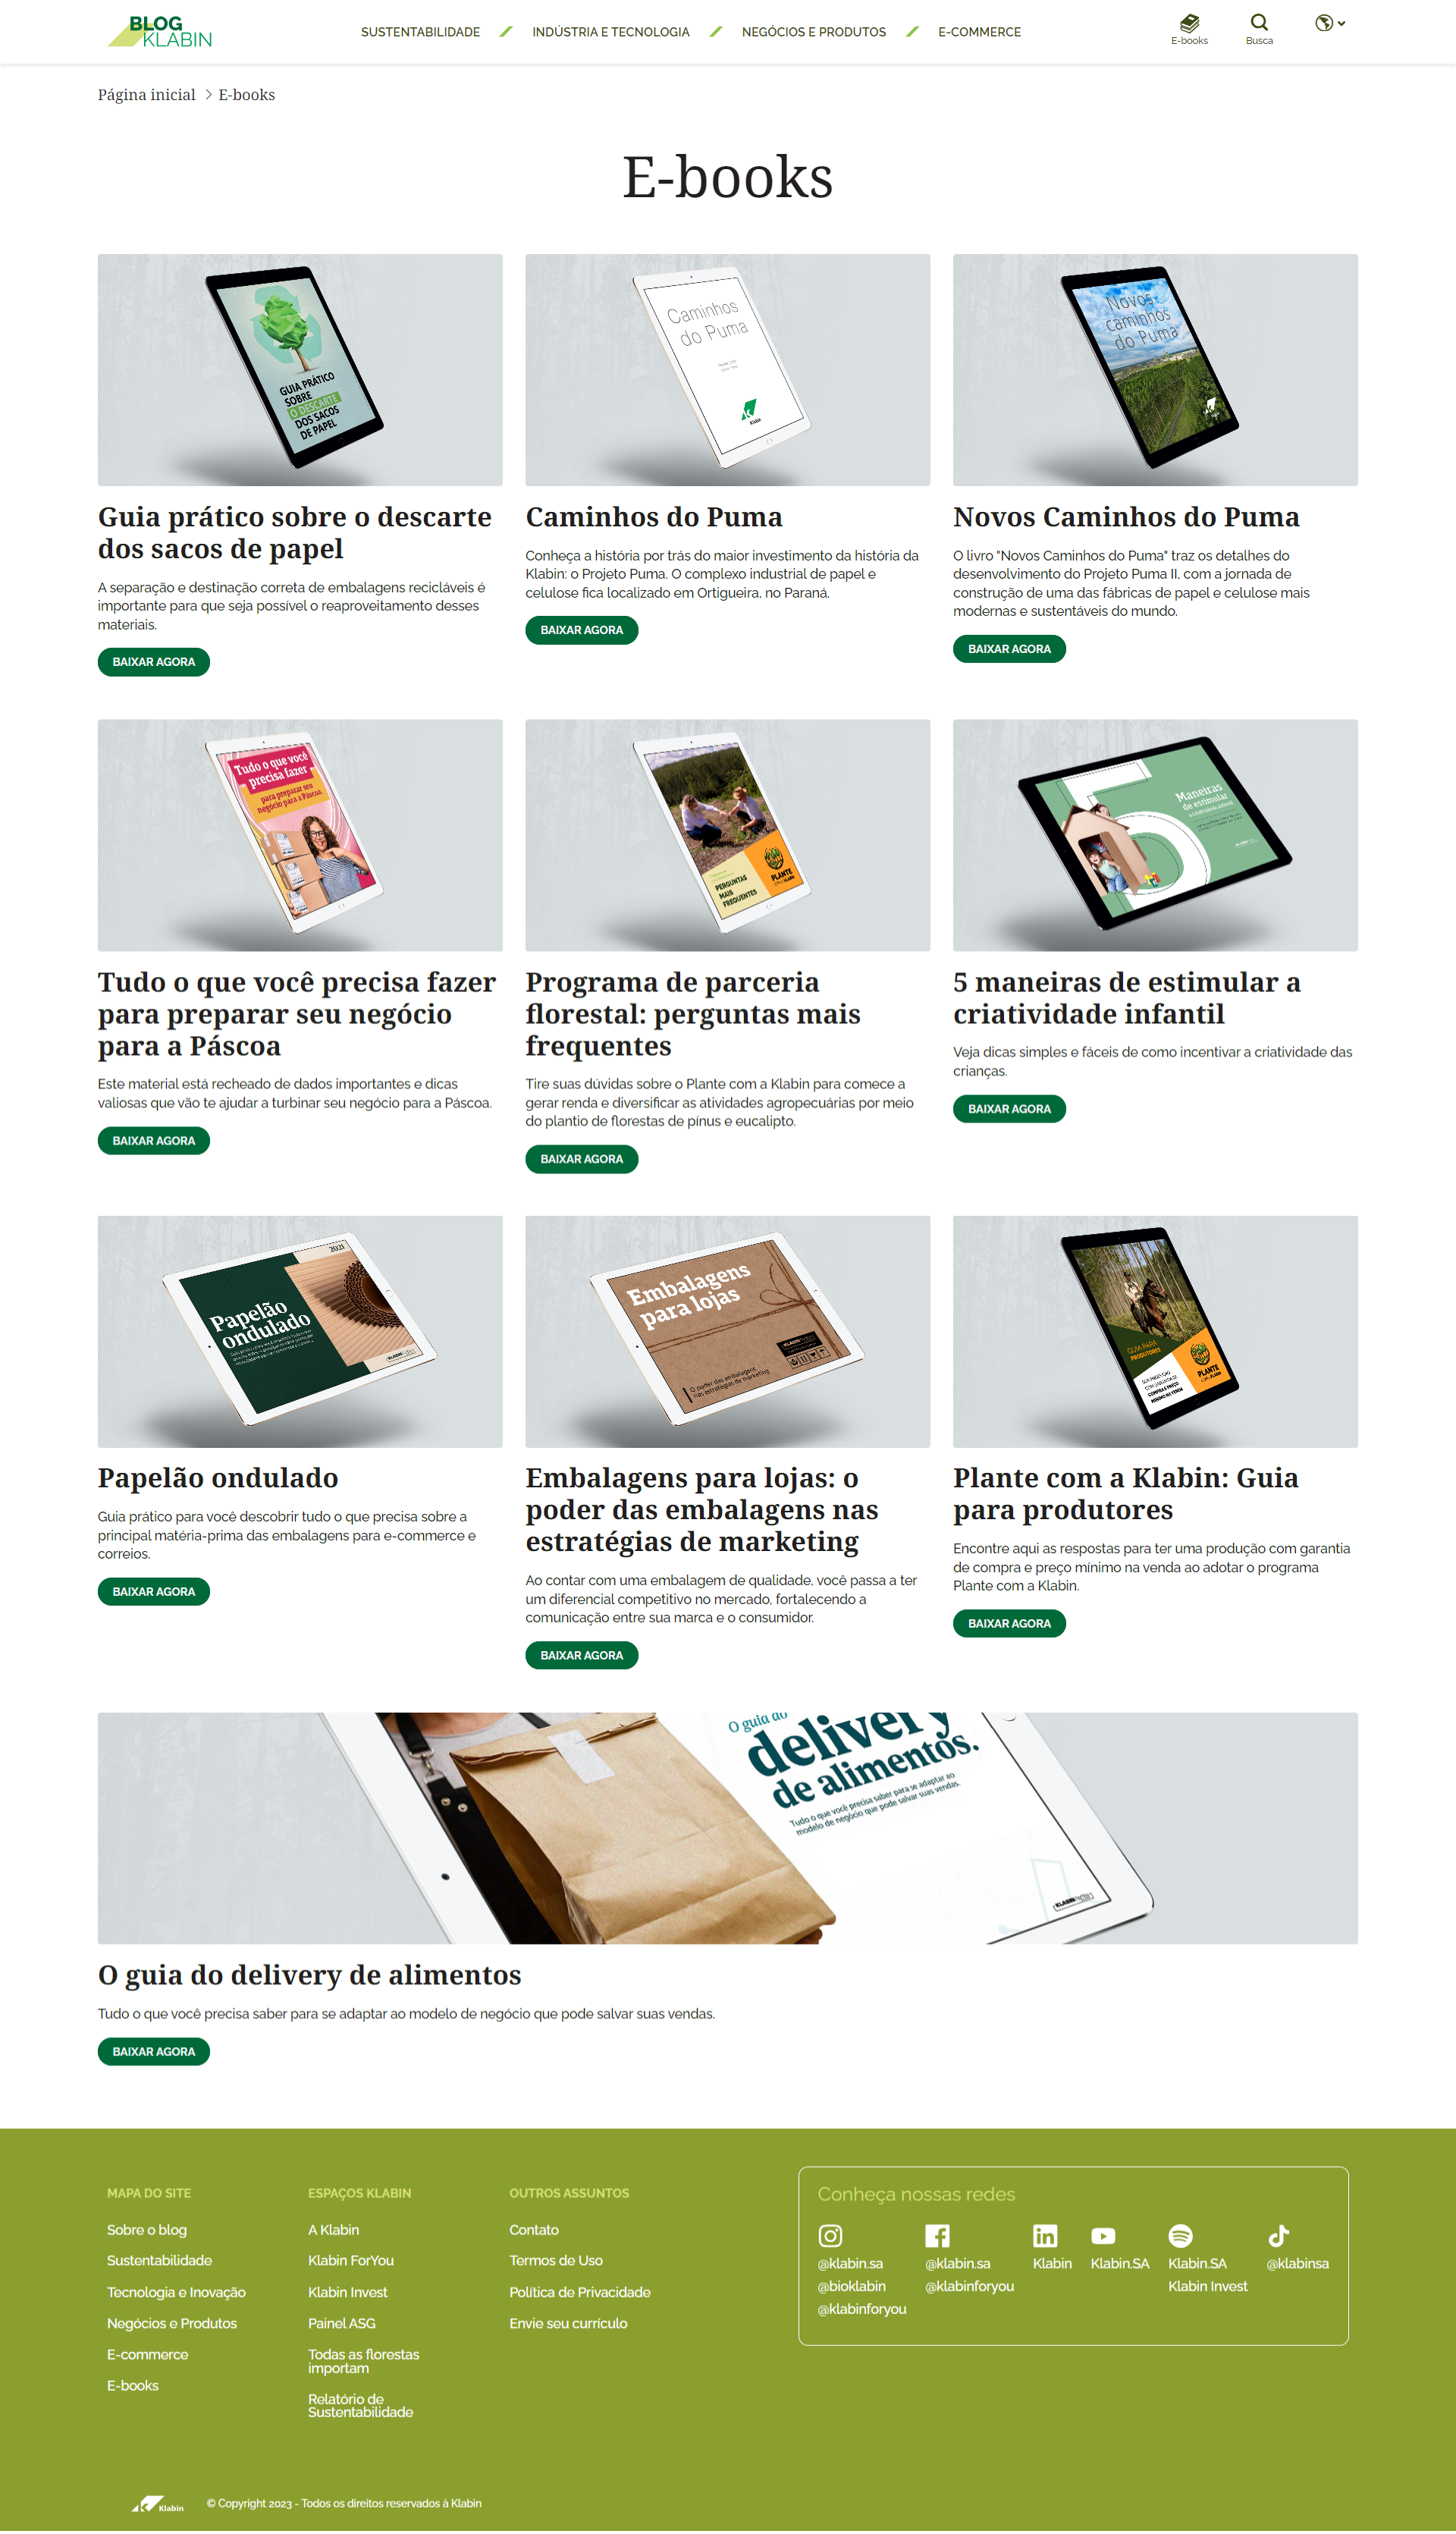 BLOG
KLABIN
SUSTENTABILIDADE
INDÚSTRIA E TECNOLOGIA
NEGÓCIOS E PRODUTOS
E-COMMERCE
E-books
Busca
Página inicial
E-books
E-books
GUIA PRÁTICO
SOBRE
O DESCARTE
DOS SACOS
DE PAPEL
Caminhos
do Puma
Klabin
Novos
caminhos
do Puma
Guia prático sobre o descarte
dos sacos de papel
A separação e destinação correta de embalagens recicláveis é
importante para que seja possível o reaproveitamento desses
materiais.
BAIXAR AGORA
Caminhos do Puma
Conheça a história por trás do maior investimento da história da
Klabin: o Projeto Puma. O complexo industrial de papel e
celulose fica localizado em Ortigueira, no Paraná.
BAIXAR AGORA
Novos Caminhos do Puma
O livro "Novos Caminhos do Puma" traz os detalhes do
desenvolvimento do Projeto Puma II, com a jornada de
construção de uma das fábricas de papel e celulose mais
modernas e sustentáveis do mundo.
BAIXAR AGORA
Tudo o que você
precisa fazer
para preparar seu
negócio para a Páscoa.
PERGUNTAS
MAIS
FREQUENTES
PLANTE
COM A KLABIN
5
Maneiras
de estimular
a criatividade infantil
Tudo o que você precisa fazer
para preparar seu negócio
para a Páscoa
Este material está recheado de dados importantes e dicas
valiosas que vão te ajudar a turbinar seu negócio para a Páscoa.
BAIXAR AGORA
Programa de parceria
florestal: perguntas mais
frequentes
Tire suas dúvidas sobre o Plante com a Klabin para comece a
gerar renda e diversificar as atividades agropecuárias por meio
do plantio de florestas de pínus e eucalipto.
BAIXAR AGORA
5 maneiras de estimular a
criatividade infantil
Veja dicas simples e fáceis de como incentivar a criatividade das
crianças.
BAIXAR AGORA
2021
Papelão
ondulado
Embalagens
para lojas
O poder das embalagens
nas estratégias de marketing
GUIA PARA
PRODUTORES
PLANTE
COM A KLABIN
Papelão ondulado
Guia prático para você descobrir tudo o que precisa sobre a
principal matéria-prima das embalagens para e-commerce e
correios.
BAIXAR AGORA
Embalagens para lojas: o
poder das embalagens nas
estratégias de marketing
Ao contar com uma embalagem de qualidade, você passa a ter
um diferencial competitivo no mercado, fortalecendo a
comunicação entre sua marca e o consumidor.
BAIXAR AGORA
Plante com a Klabin: Guia
para produtores
Encontre aqui as respostas para ter uma produção com garantia
de compra e preço mínimo na venda ao adotar o programa
Plante com a Klabin.
BAIXAR AGORA
O guia do
delivery
de alimentos.
Tudo o que você precisa saber para se adaptar ao
modelo de negócio que pode salvar suas vendas.
O guia do delivery de alimentos
Tudo o que você precisa saber para se adaptar ao modelo de negócio que pode salvar suas vendas.
BAIXAR AGORA
MAPA DO SITE
Sobre o blog
Sustentabilidade
Tecnologia e Inovação
Negócios e Produtos
E-commerce
E-books
ESPAÇOS KLABIN
A Klabin
Klabin ForYou
Klabin Invest
Painel ASG
Todas as florestas
importam
Relatório de
Sustentabilidade
OUTROS ASSUNTOS
Contato
Termos de Uso
Política de Privacidade
Envie seu currículo
Conheça nossas redes
@klabin.sa
@bioklabin
@klabinforyou
@klabin.sa
@klabinforyou
Klabin
Klabin.SA
Klabin.SA
Klabin Invest
@klabinsa
Klabin
© Copyright 2023 - Todos os direitos reservados à Klabin